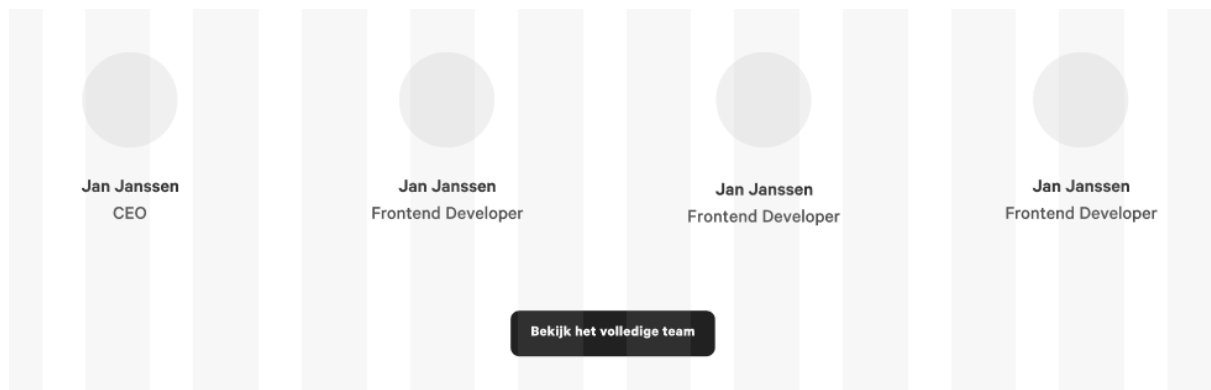 Jan Janssen
CEO
Jan Janssen
Frontend Developer
Jan Janssen
Frontend Developer
Jan Janssen
Frontend Developer
Bekijk het volledige team